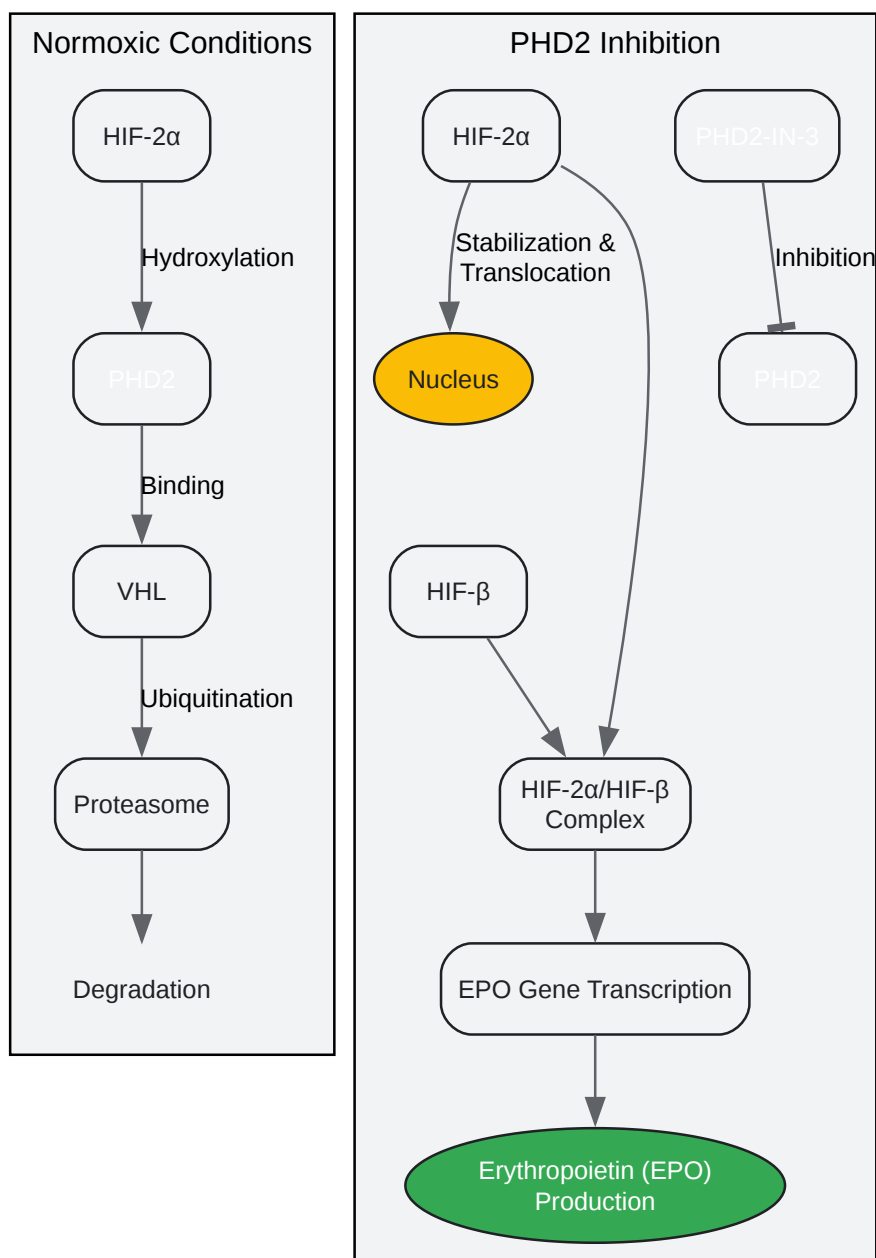 Normoxic Conditions
HIF-2α
Hydroxylation
PHD2
Binding
VHL
Ubiquitination
Proteasome
Degradation
PHD2 Inhibition
HIF-2α
PHD2-IN-3
Stabilization &
Translocation
Inhibition
Nucleus
PHD2
HIF-β
HIF-2α/HIF-β
Complex
EPO Gene Transcription
Erythropoietin (EPO)
Production